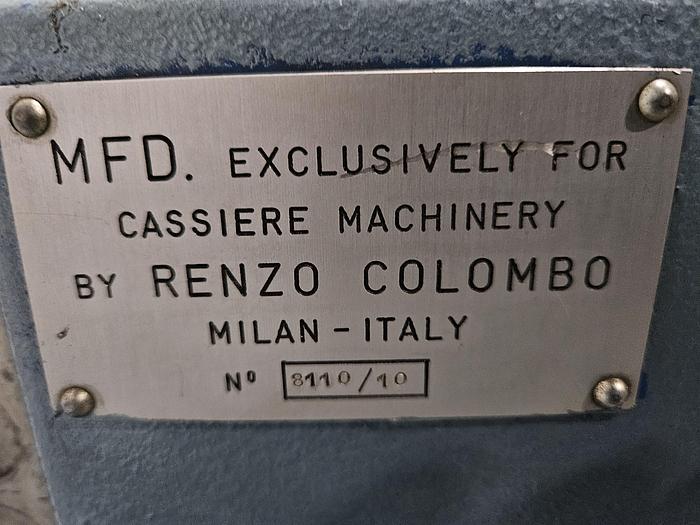 MFD. EXCLUSIVELY FOR
CASSIERE MACHINERY
BY RENZO COLOMBO
MILAN - ITALY
Nº 8110/10